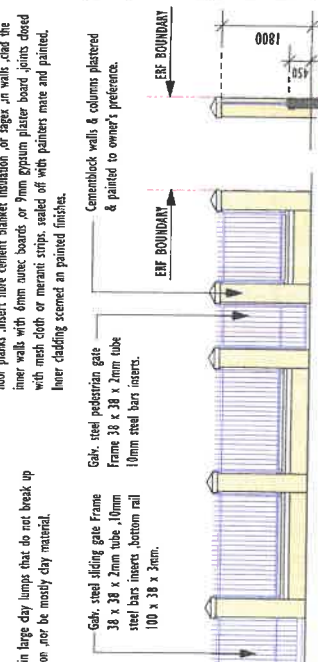 in large clay lumps that do not break up
on ,nor be mostly clay material.
floor planks .Insert fibre cement blanket insulation ,or sagex ,in walls ,clad the
inner walls with 6mm nutec boards ,or 9mm gypsum plaster board ,joints closed
with mesh cloth or meranti strips, sealed off with painters mate and painted.
Inner cladding scemed an painted finishes.
Galv. steel sliding gate Frame
38 x 38 x 2mm tube ,10mm
steel bars inserts ,bottom rail
100 x 38 x 3mm.
Galv. steel pedestrian gate
Frame 38 x 38 x 2mm tube
10mm steel bars inserts.
Cementblock walls & columns plastered
& painted to owner's preference.
ERF BOUNDARY
ERF BOUNDARY
1800
450